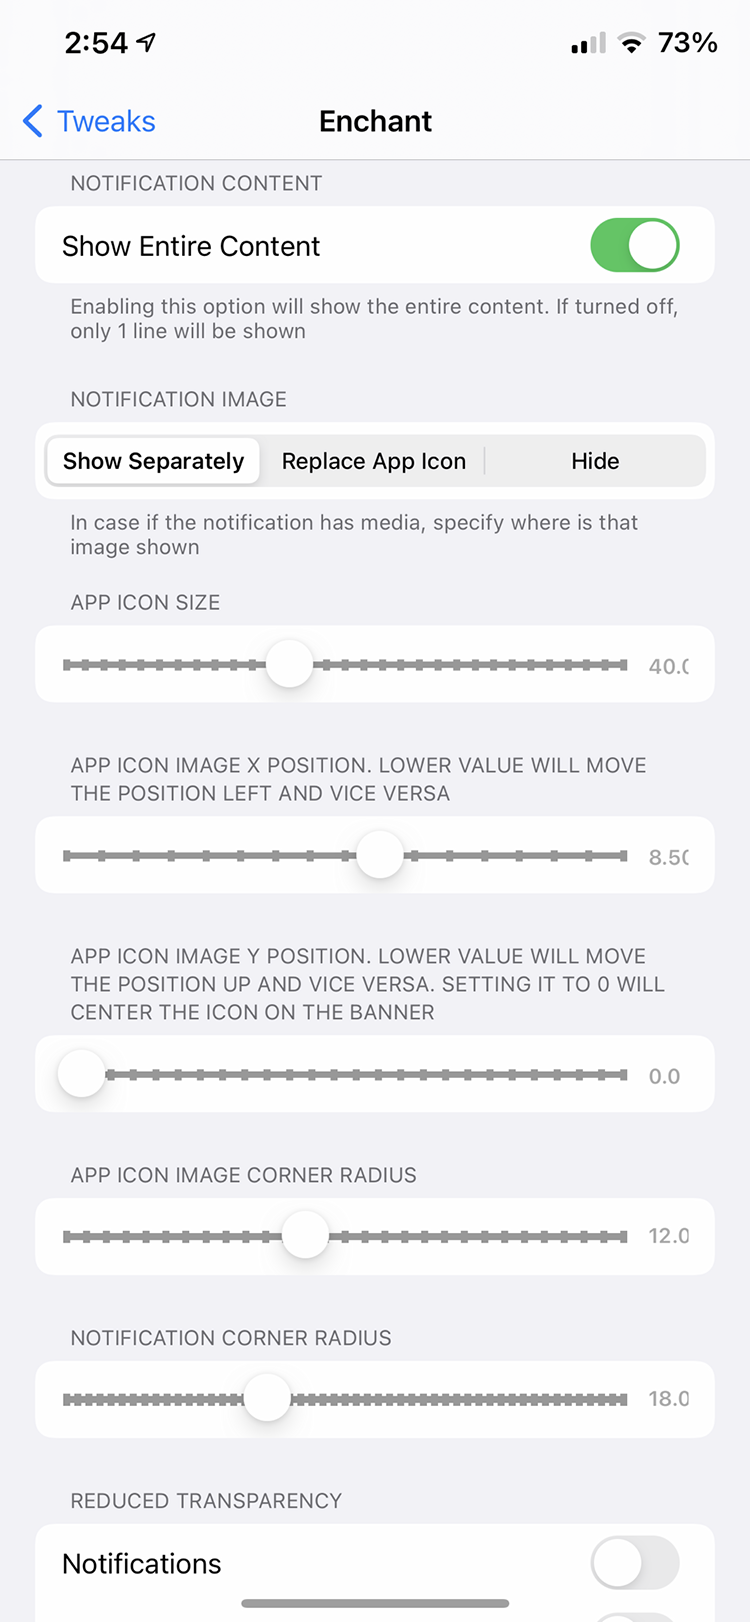 2:54 73%
Tweaks Enchant
NOTIFICATION CONTENT
Show Entire Content
Enabling this option will show the entire content. If turned off,
only 1 line will be shown
NOTIFICATION IMAGE
Show Separately Replace App Icon Hide
In case if the notification has media, specify where is that
image shown
APP ICON SIZE
40.0
APP ICON IMAGE X POSITION. LOWER VALUE WILL MOVE
THE POSITION LEFT AND VICE VERSA
8.50
APP ICON IMAGE Y POSITION. LOWER VALUE WILL MOVE
THE POSITION UP AND VICE VERSA. SETTING IT TO 0 WILL
CENTER THE ICON ON THE BANNER
0.0
APP ICON IMAGE CORNER RADIUS
12.0
NOTIFICATION CORNER RADIUS
18.0
REDUCED TRANSPARENCY
Notifications